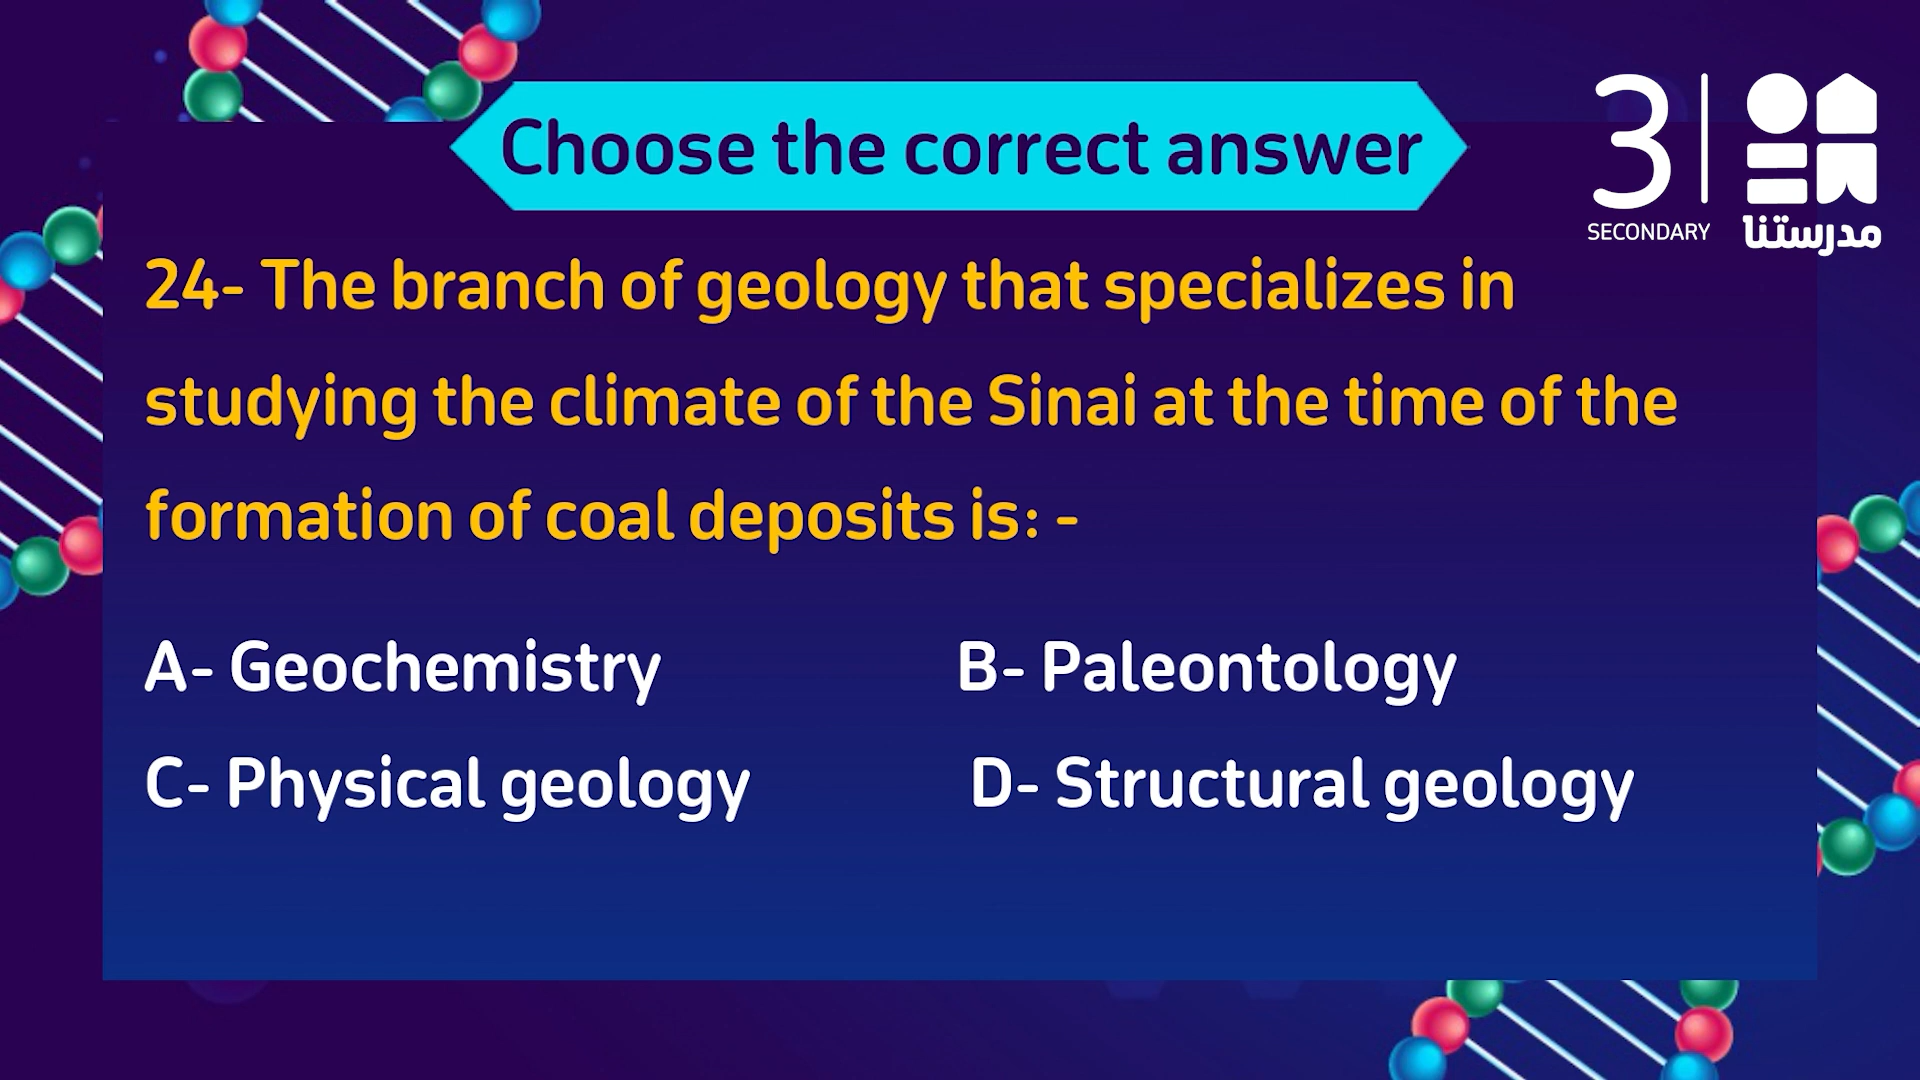 Choose the correct answer
3
SECONDARY
مدرستنا
24- The branch of geology that specializes in
studying the climate of the Sinai at the time of the
formation of coal deposits is: -
A- Geochemistry
B- Paleontology
C- Physical geology
D- Structural geology